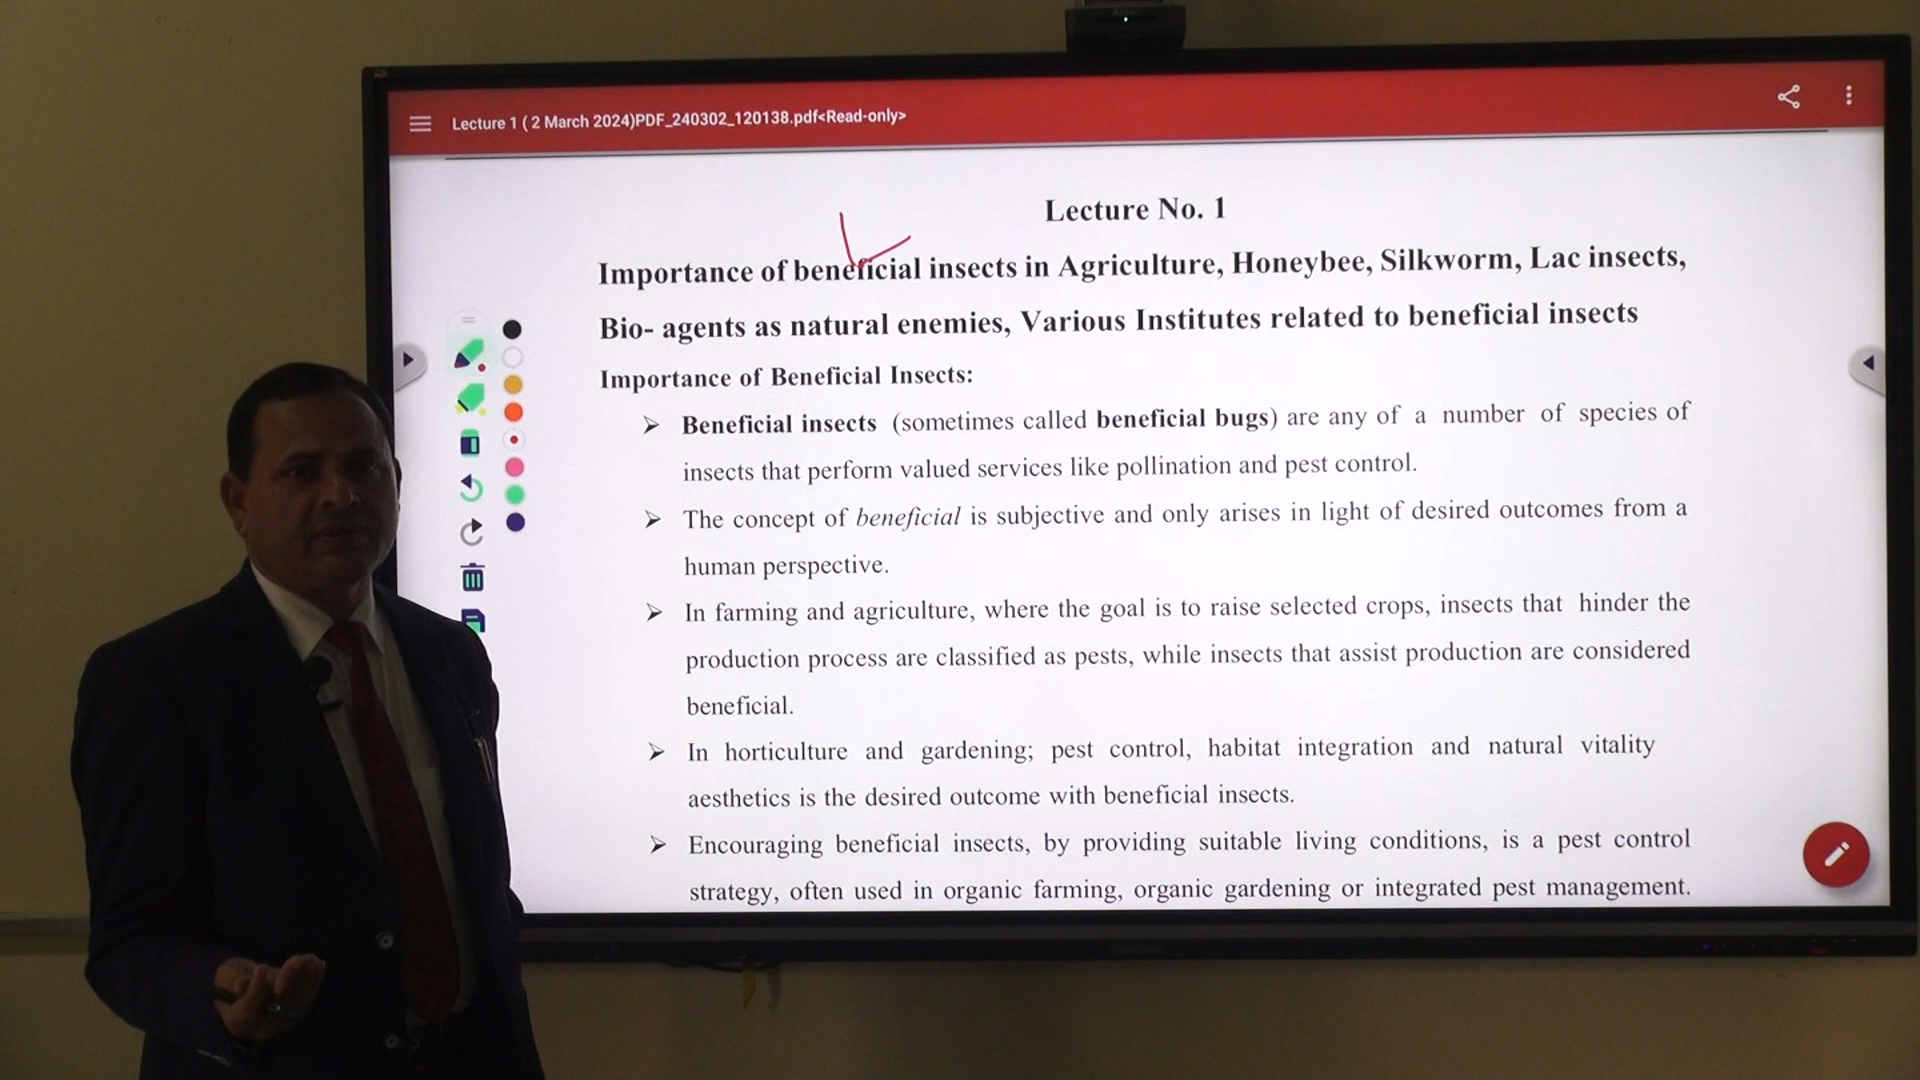 Lecture 1 ( 2 March 2024)PDF_240302_120138.pdf<Read-only>
Lecture No. 1
Importance of beneficial insects in Agriculture, Honeybee, Silkworm, Lac insects,
Bio- agents as natural enemies, Various Institutes related to beneficial insects
Importance of Beneficial Insects:
➢ Beneficial insects (sometimes called beneficial bugs) are any of a number of species of
insects that perform valued services like pollination and pest control.
➢ The concept of beneficial is subjective and only arises in light of desired outcomes from a
human perspective.
➢ In farming and agriculture, where the goal is to raise selected crops, insects that hinder the
production process are classified as pests, while insects that assist production are considered
beneficial.
➢ In horticulture and gardening; pest control, habitat integration and natural vitality
aesthetics is the desired outcome with beneficial insects.
➢ Encouraging beneficial insects, by providing suitable living conditions, is a pest control
strategy, often used in organic farming, organic gardening or integrated pest management.